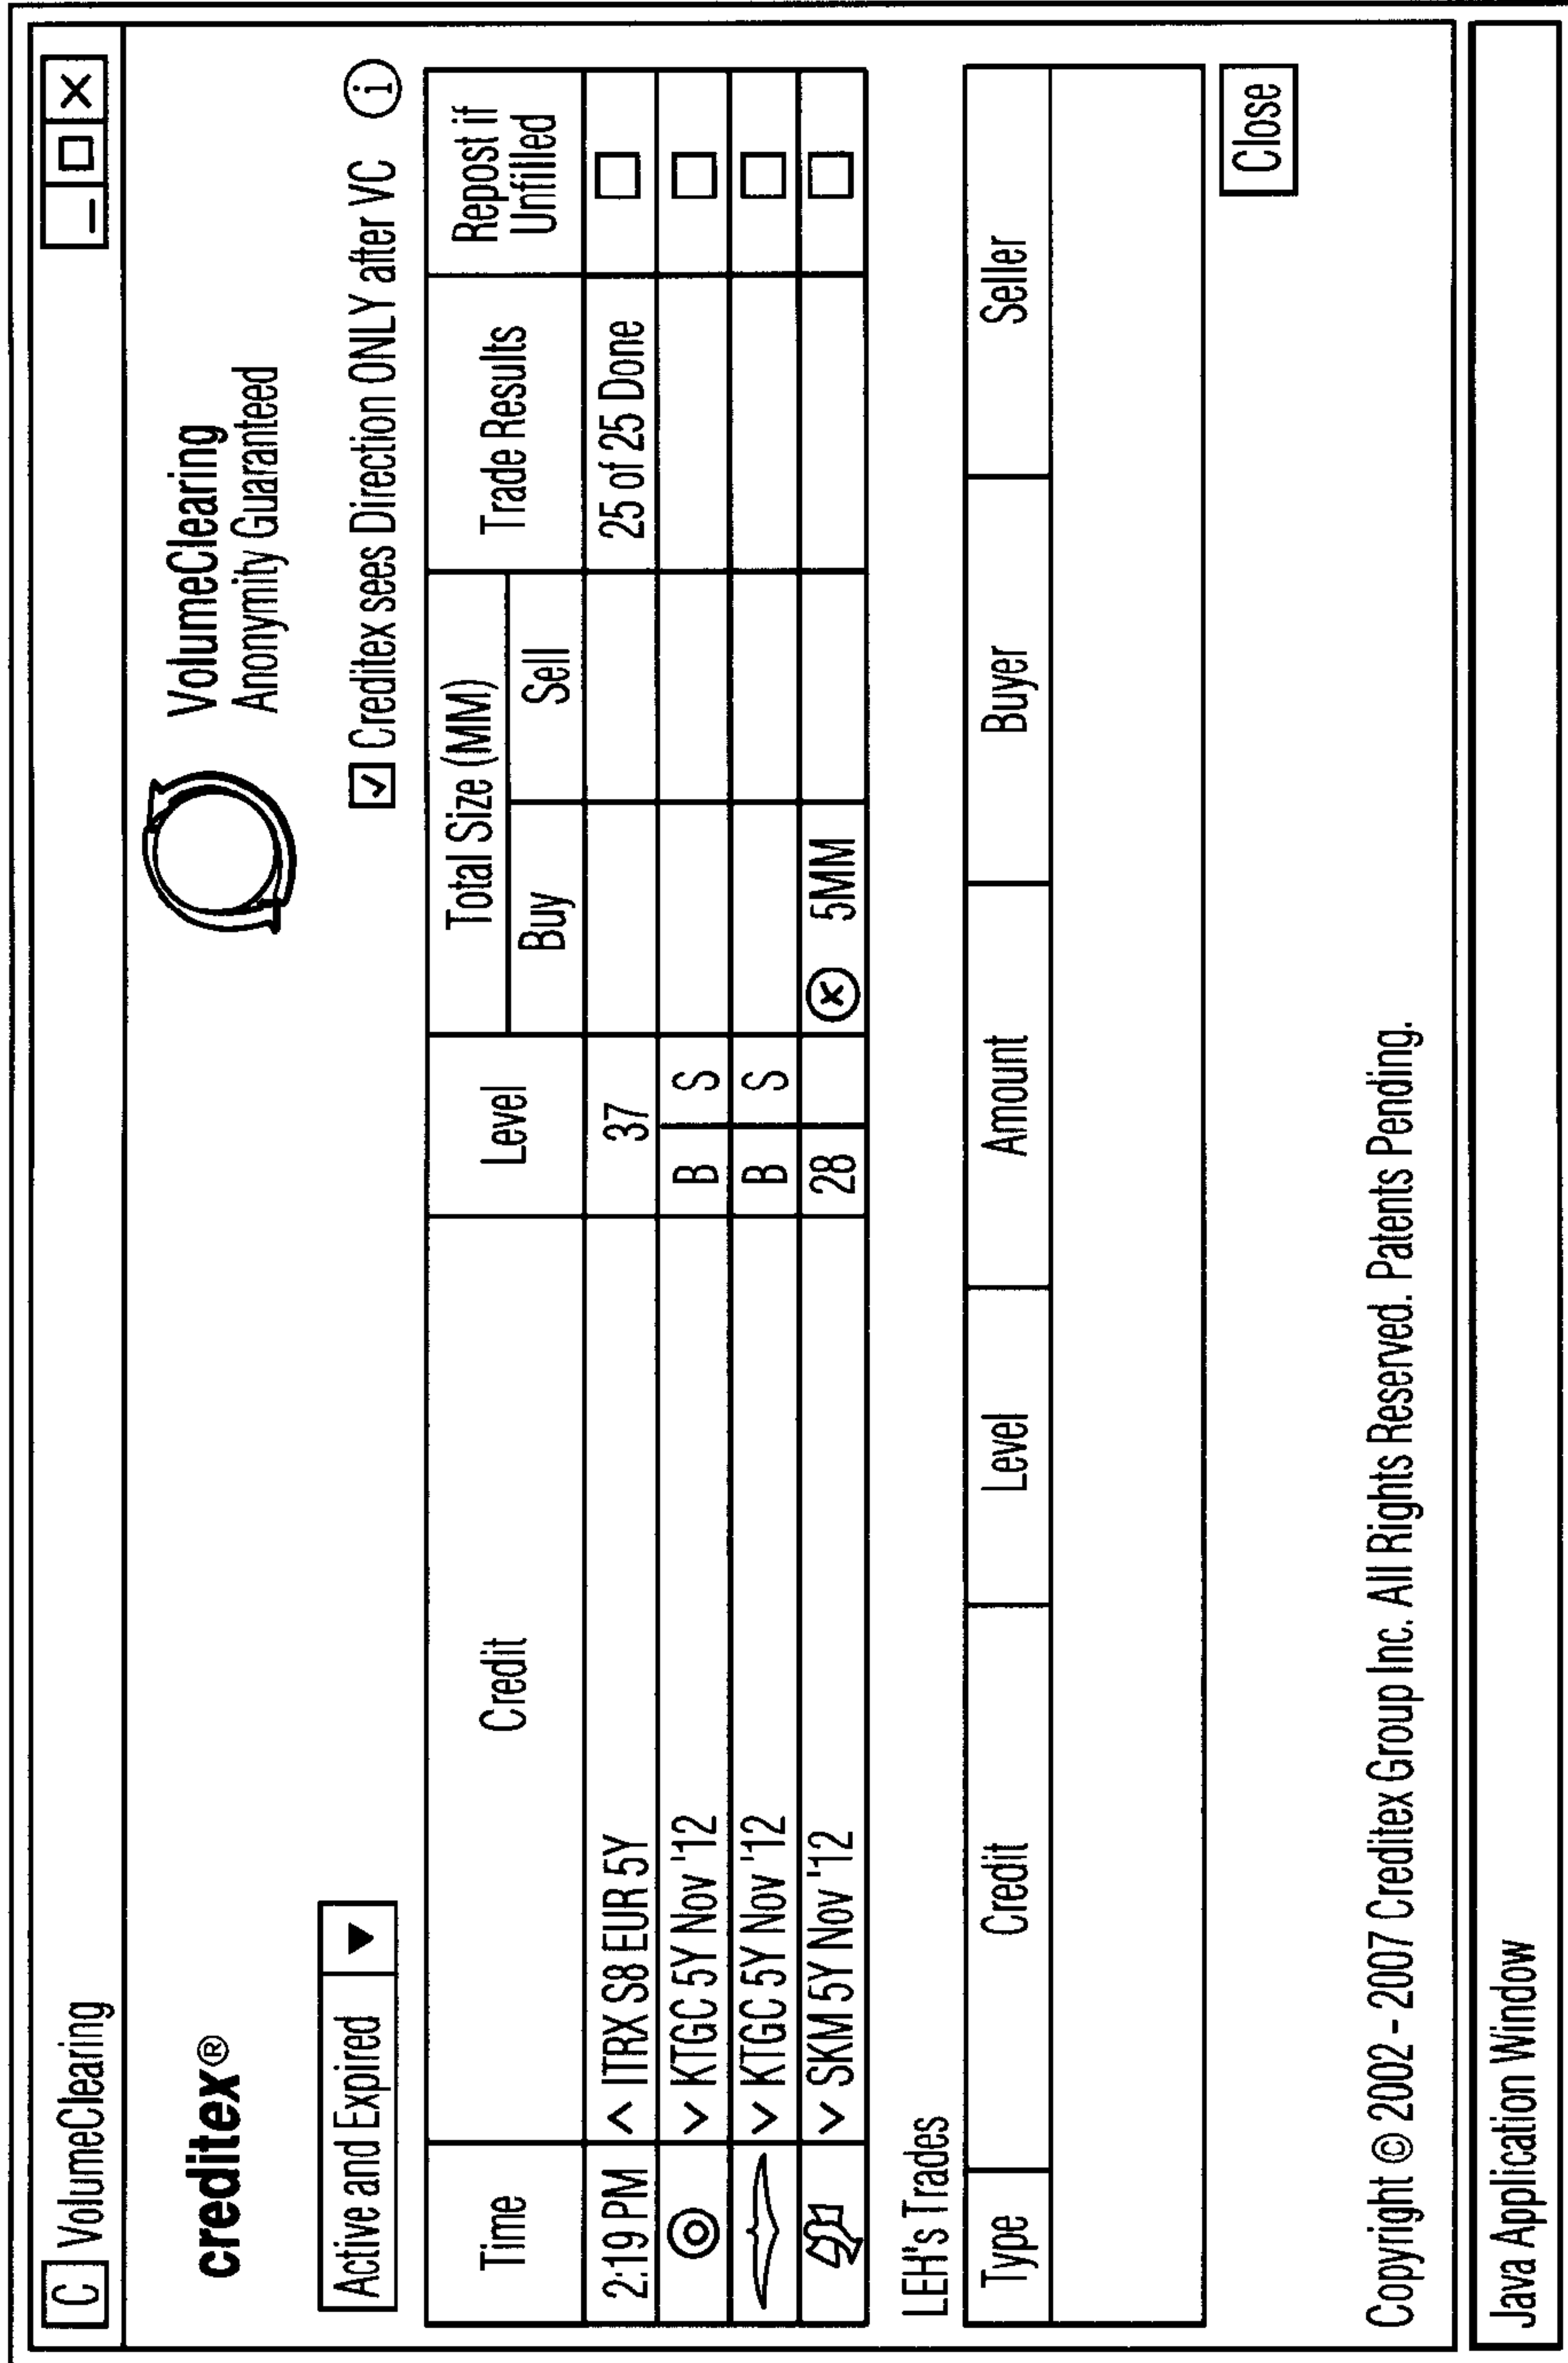 C VolumeClearing
creditex®
VolumeClearing
Anonymity Guaranteed
Active and Expired
Creditex sees Direction ONLY after VC
Time Credit Level Total Size (MM) Buy Sell Trade Results Repost if Unfilled
2:19 PM ITRX S8 EUR 5Y 37 25 of 25 Done
KTGC 5Y Nov '12 B S
KTGC 5Y Nov '12 B S
SKM 5Y Nov '12 28 5MM
LEH's Trades
Type Credit Level Amount Buyer Seller
Close
Copyright © 2002 - 2007 Creditex Group Inc. All Rights Reserved. Patents Pending.
Java Application Window